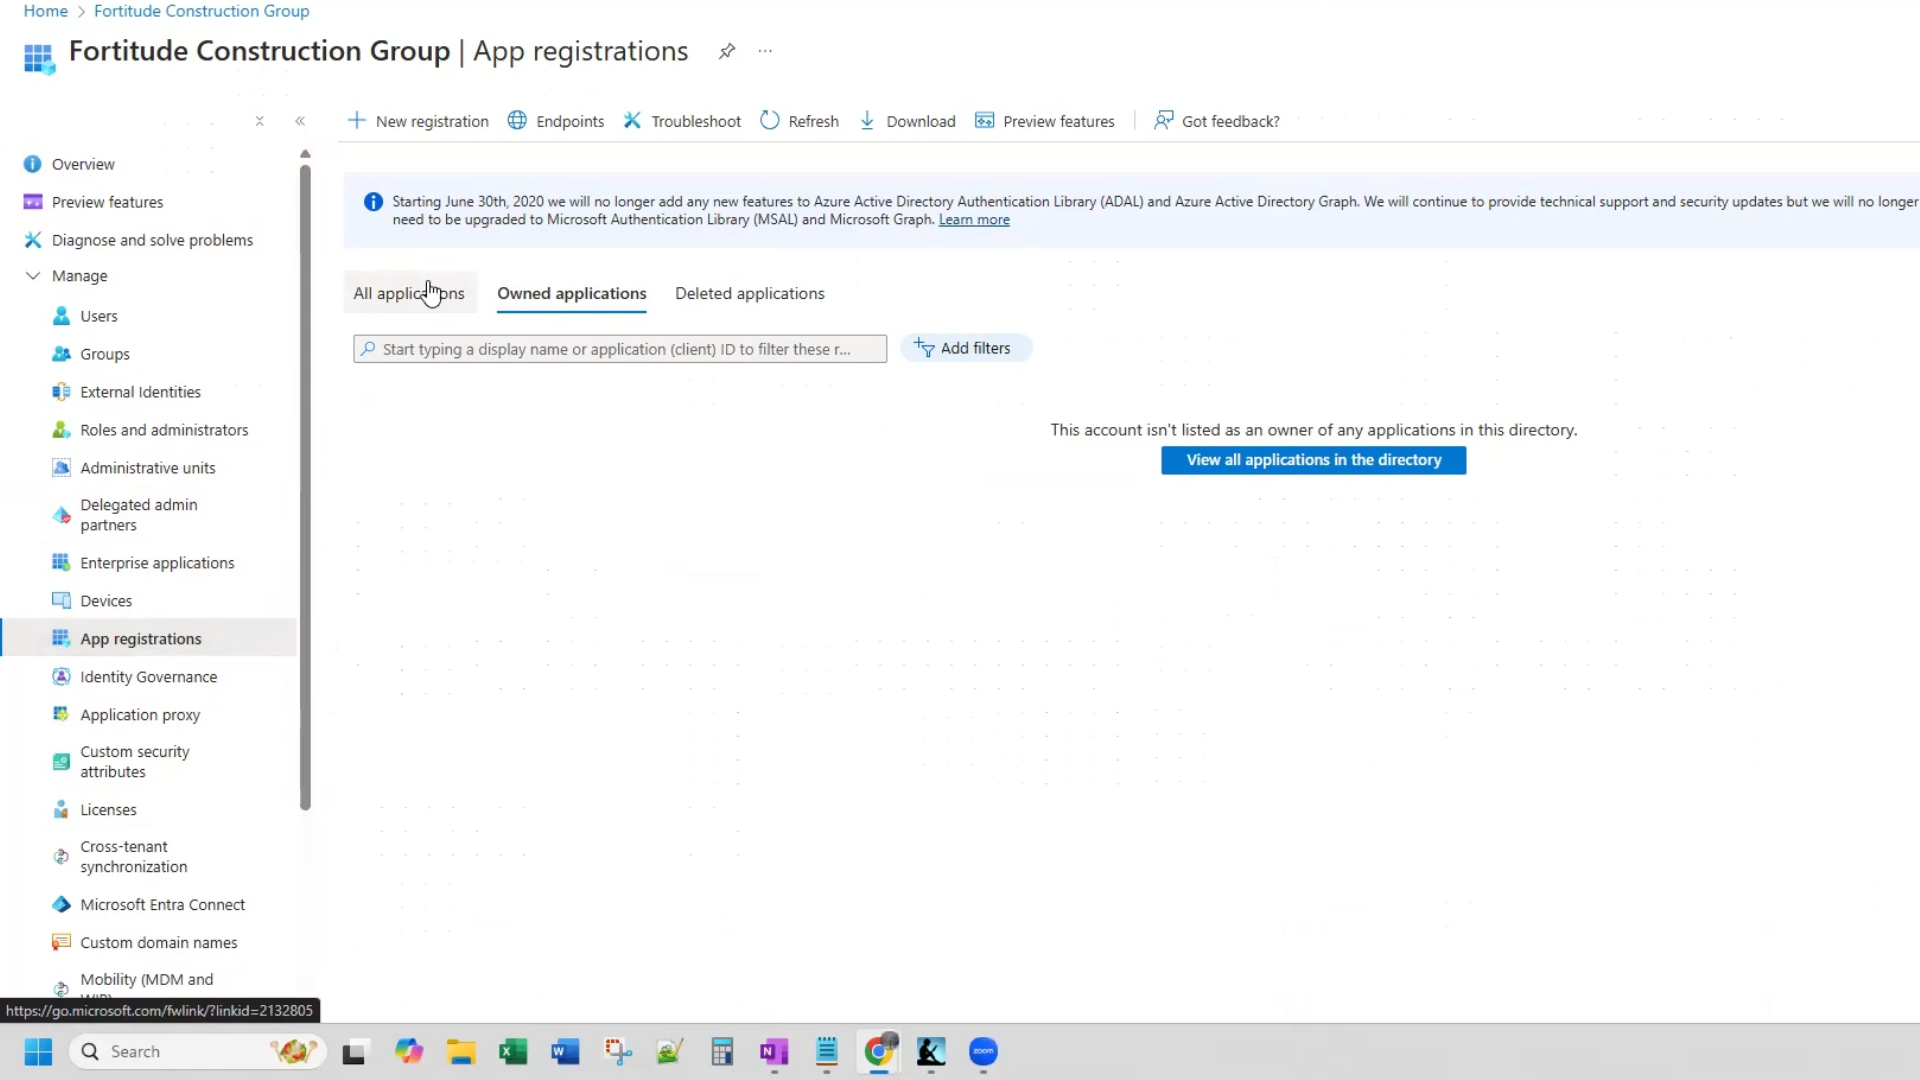 Home > Fortitude Construction Group
Fortitude Construction Group | App registrations
New registration Endpoints Troubleshoot Refresh Download Preview features Got feedback?
Overview
Preview features
Diagnose and solve problems
Manage
Users
Groups
External Identities
Roles and administrators
Administrative units
Delegated admin
partners
Enterprise applications
Devices
App registrations
Identity Governance
Application proxy
Custom security
attributes
Licenses
Cross-tenant
synchronization
Microsoft Entra Connect
Custom domain names
Mobility (MDM and
Starting June 30th, 2020 we will no longer add any new features to Azure Active Directory Authentication Library (ADAL) and Azure Active Directory Graph. We will continue to provide technical support and security updates but we will no longer
need to be upgraded to Microsoft Authentication Library (MSAL) and Microsoft Graph. Learn more
All applications Owned applications Deleted applications
Start typing a display name or application (client) ID to filter these r... Add filters
This account isn't listed as an owner of any applications in this directory.
View all applications in the directory
https://go.microsoft.com/fwlink/?linkid=2132805
Search
zoom